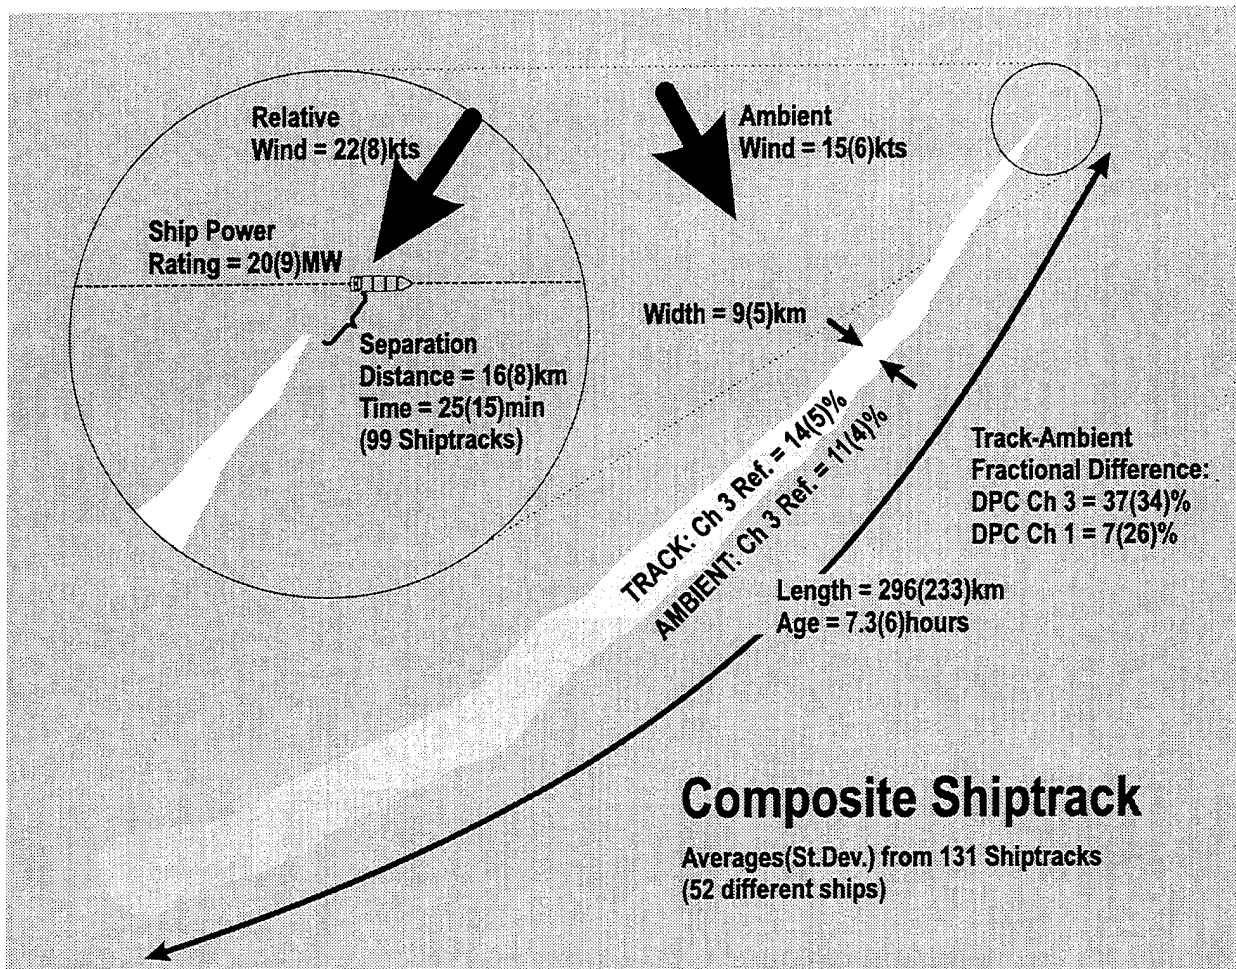 Relative
Wind = 22(8)kts
Ambient
Wind = 15(6)kts
Ship Power
Rating = 20(9)MW
Width = 9(5)km
Separation
Distance = 16(8)km
Time = 25(15)min
(99 Shiptracks)
TRACK: Ch 3 Ref. = 14(5)%
AMBIENT: Ch 3 Ref. = 11(4)%
Track-Ambient
Fractional Difference:
DPC Ch 3 = 37(34)%
DPC Ch 1 = 7(26)%
Length = 296(233)km
Age = 7.3(6)hours
Composite Shiptrack
Averages(St.Dev.) from 131 Shiptracks
(52 different ships)